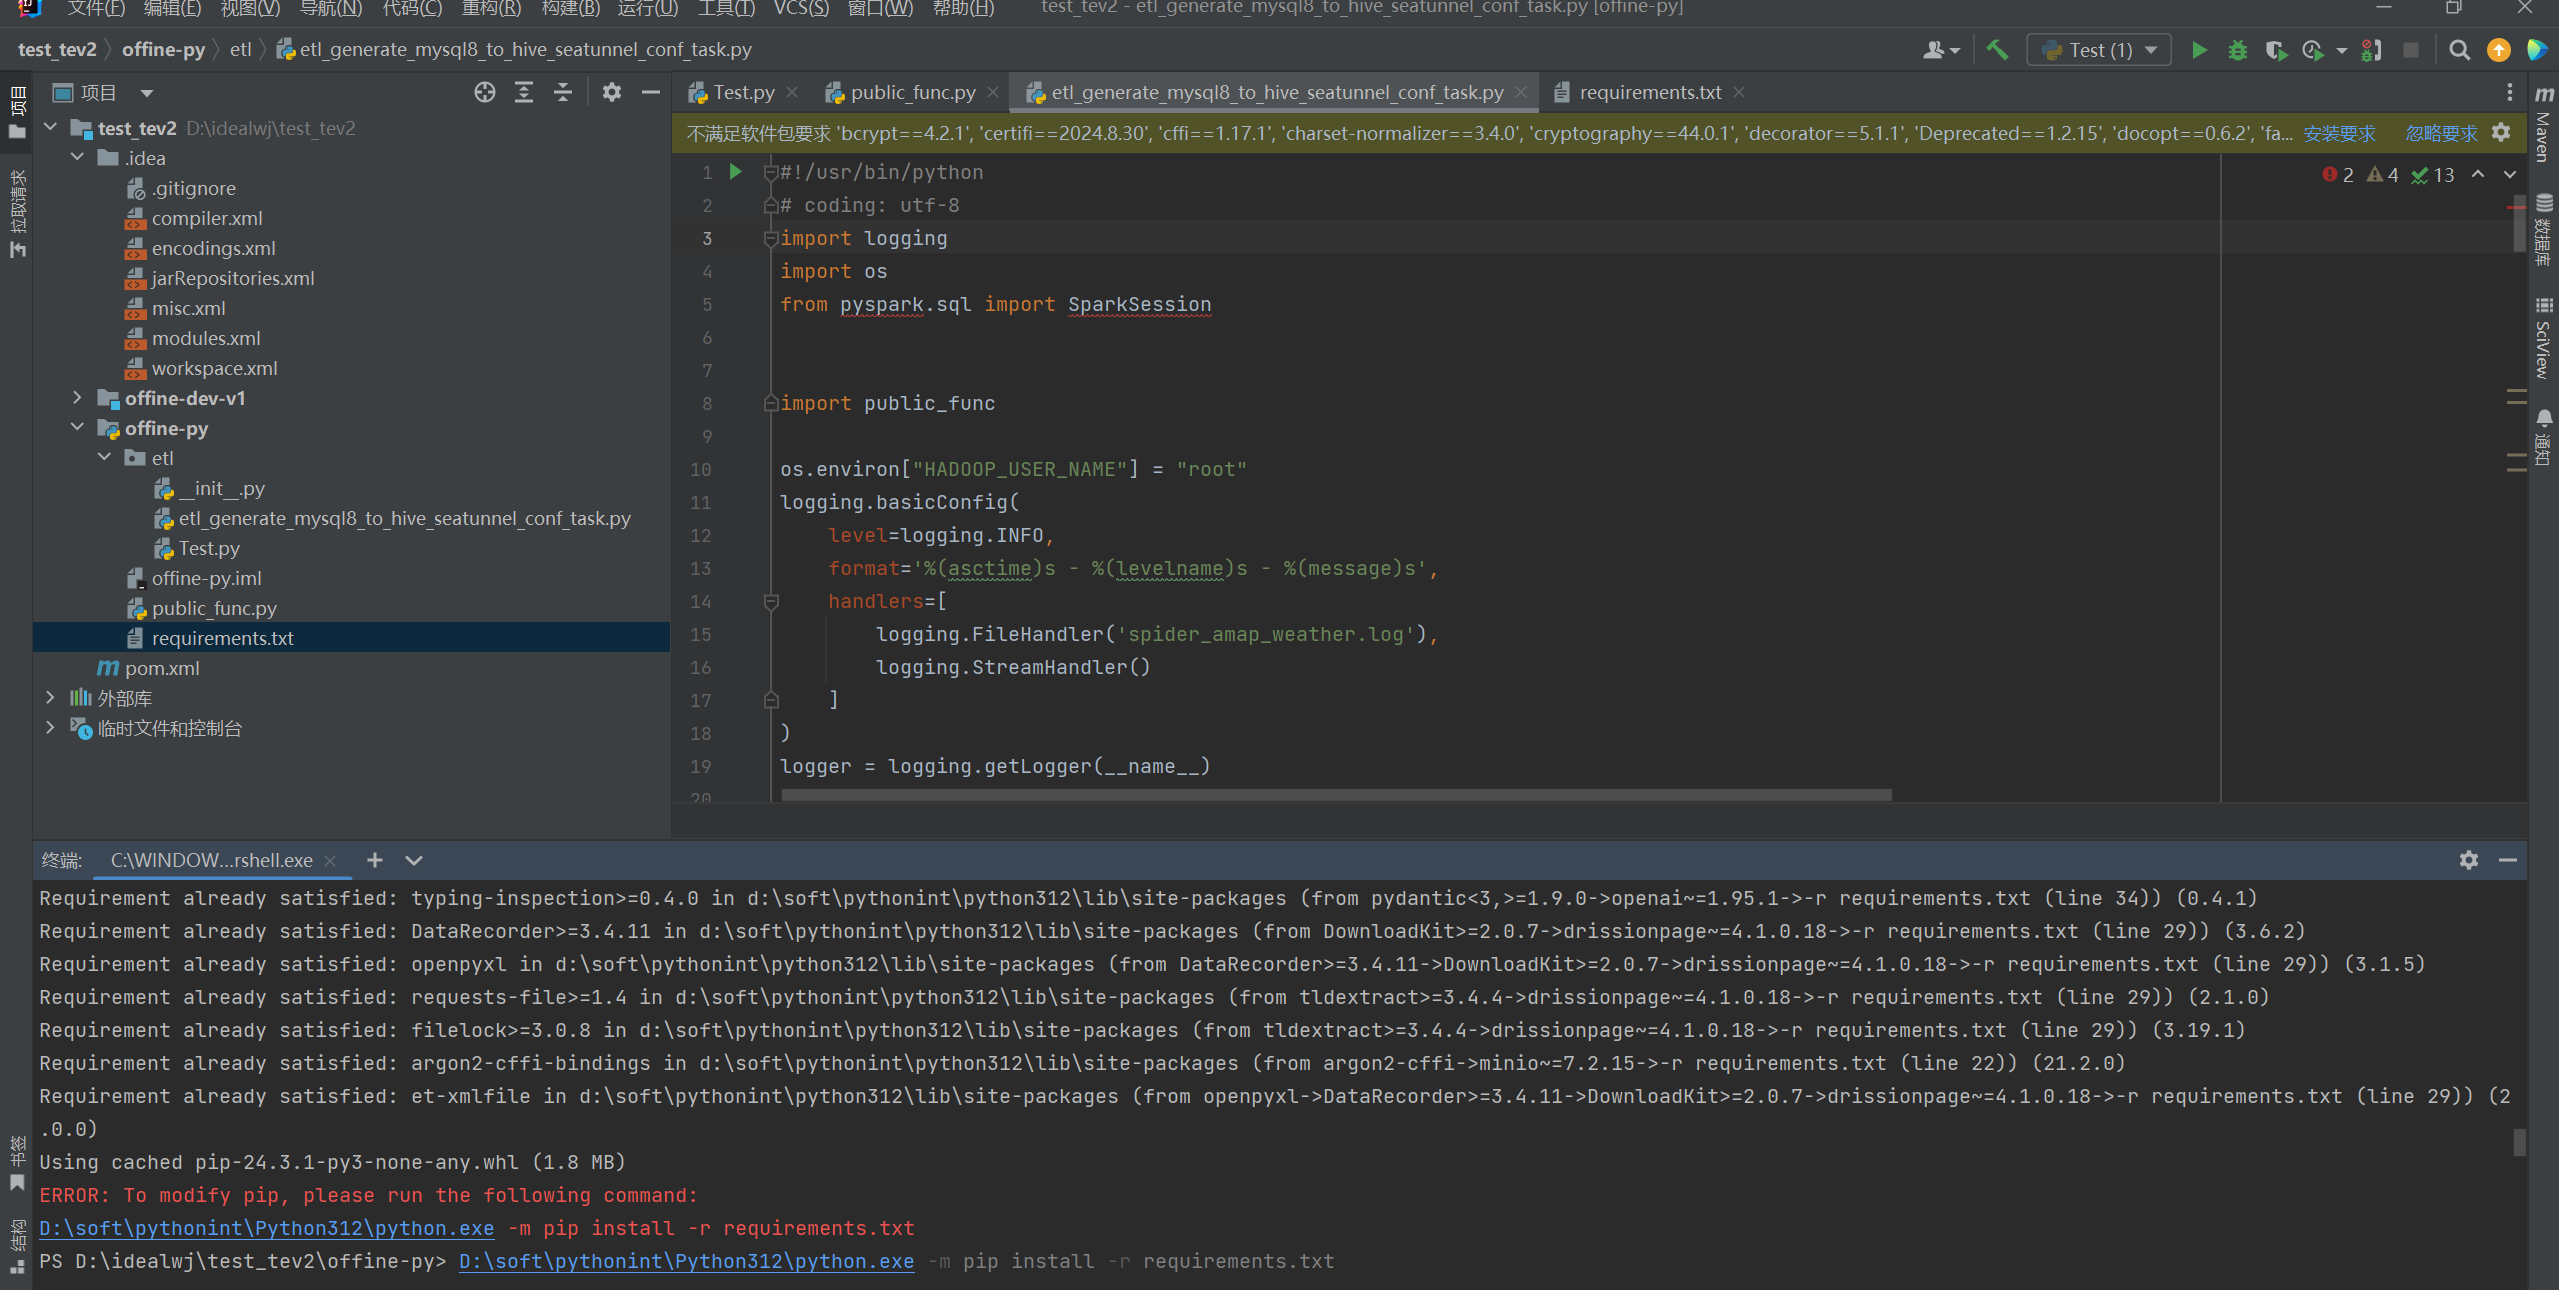 文件(F) 编辑(E) 视图(V) 导航(N) 代码(C) 重构(R) 构建(B) 运行(U) 工具(T) VCS(S) 窗口(W) 帮助(H) test_tev2 - etl_generate_mysql8_to_hive_seatunnel_conf_task.py [offine-py]
test_tev2 offine-py etl etl_generate_mysql8_to_hive_seatunnel_conf_task.py Test (1)
项目
Test.py public_func.py etl_generate_mysql8_to_hive_seatunnel_conf_task.py requirements.txt
不满足软件包要求 'bcrypt==4.2.1', 'certifi==2024.8.30', 'cffi==1.17.1', 'charset-normalizer==3.4.0', 'cryptography==44.0.1', 'decorator==5.1.1', 'Deprecated==1.2.15', 'docopt==0.6.2', 'fa... 安装要求 忽略要求
2 4 13
项目
拉取请求
书签
结构
test_tev2 D:\idealwj\test_tev2
.idea
.gitignore
compiler.xml
encodings.xml
jarRepositories.xml
misc.xml
modules.xml
workspace.xml
offine-dev-v1
offine-py
etl
__init__.py
etl_generate_mysql8_to_hive_seatunnel_conf_task.py
Test.py
offine-py.iml
public_func.py
requirements.txt
m pom.xml
外部库
临时文件和控制台
1 #!/usr/bin/python
2 # coding: utf-8
3 import logging
4 import os
5 from pyspark.sql import SparkSession
6
7
8 import public_func
9
10 os.environ["HADOOP_USER_NAME"] = "root"
11 logging.basicConfig(
12 level=logging.INFO,
13 format='%(asctime)s - %(levelname)s - %(message)s',
14 handlers=[
15 logging.FileHandler('spider_amap_weather.log'),
16 logging.StreamHandler()
17 ]
18 )
19 logger = logging.getLogger(__name__)
20
m Maven
数据库
SciView
通知
终端: C:\WINDOW...rshell.exe
Requirement already satisfied: typing-inspection>=0.4.0 in d:\soft\pythonint\python312\lib\site-packages (from pydantic<3,>=1.9.0->openai~=1.95.1->-r requirements.txt (line 34)) (0.4.1)
Requirement already satisfied: DataRecorder>=3.4.11 in d:\soft\pythonint\python312\lib\site-packages (from DownloadKit>=2.0.7->drissionpage~=4.1.0.18->-r requirements.txt (line 29)) (3.6.2)
Requirement already satisfied: openpyxl in d:\soft\pythonint\python312\lib\site-packages (from DataRecorder>=3.4.11->DownloadKit>=2.0.7->drissionpage~=4.1.0.18->-r requirements.txt (line 29)) (3.1.5)
Requirement already satisfied: requests-file>=1.4 in d:\soft\pythonint\python312\lib\site-packages (from tldextract>=3.4.4->drissionpage~=4.1.0.18->-r requirements.txt (line 29)) (2.1.0)
Requirement already satisfied: filelock>=3.0.8 in d:\soft\pythonint\python312\lib\site-packages (from tldextract>=3.4.4->drissionpage~=4.1.0.18->-r requirements.txt (line 29)) (3.19.1)
Requirement already satisfied: argon2-cffi-bindings in d:\soft\pythonint\python312\lib\site-packages (from argon2-cffi->minio~=7.2.15->-r requirements.txt (line 22)) (21.2.0)
Requirement already satisfied: et-xmlfile in d:\soft\pythonint\python312\lib\site-packages (from openpyxl->DataRecorder>=3.4.11->DownloadKit>=2.0.7->drissionpage~=4.1.0.18->-r requirements.txt (line 29)) (2
.0.0)
Using cached pip-24.3.1-py3-none-any.whl (1.8 MB)
ERROR: To modify pip, please run the following command:
D:\soft\pythonint\Python312\python.exe -m pip install -r requirements.txt
PS D:\idealwj\test_tev2\offine-py> D:\soft\pythonint\Python312\python.exe -m pip install -r requirements.txt